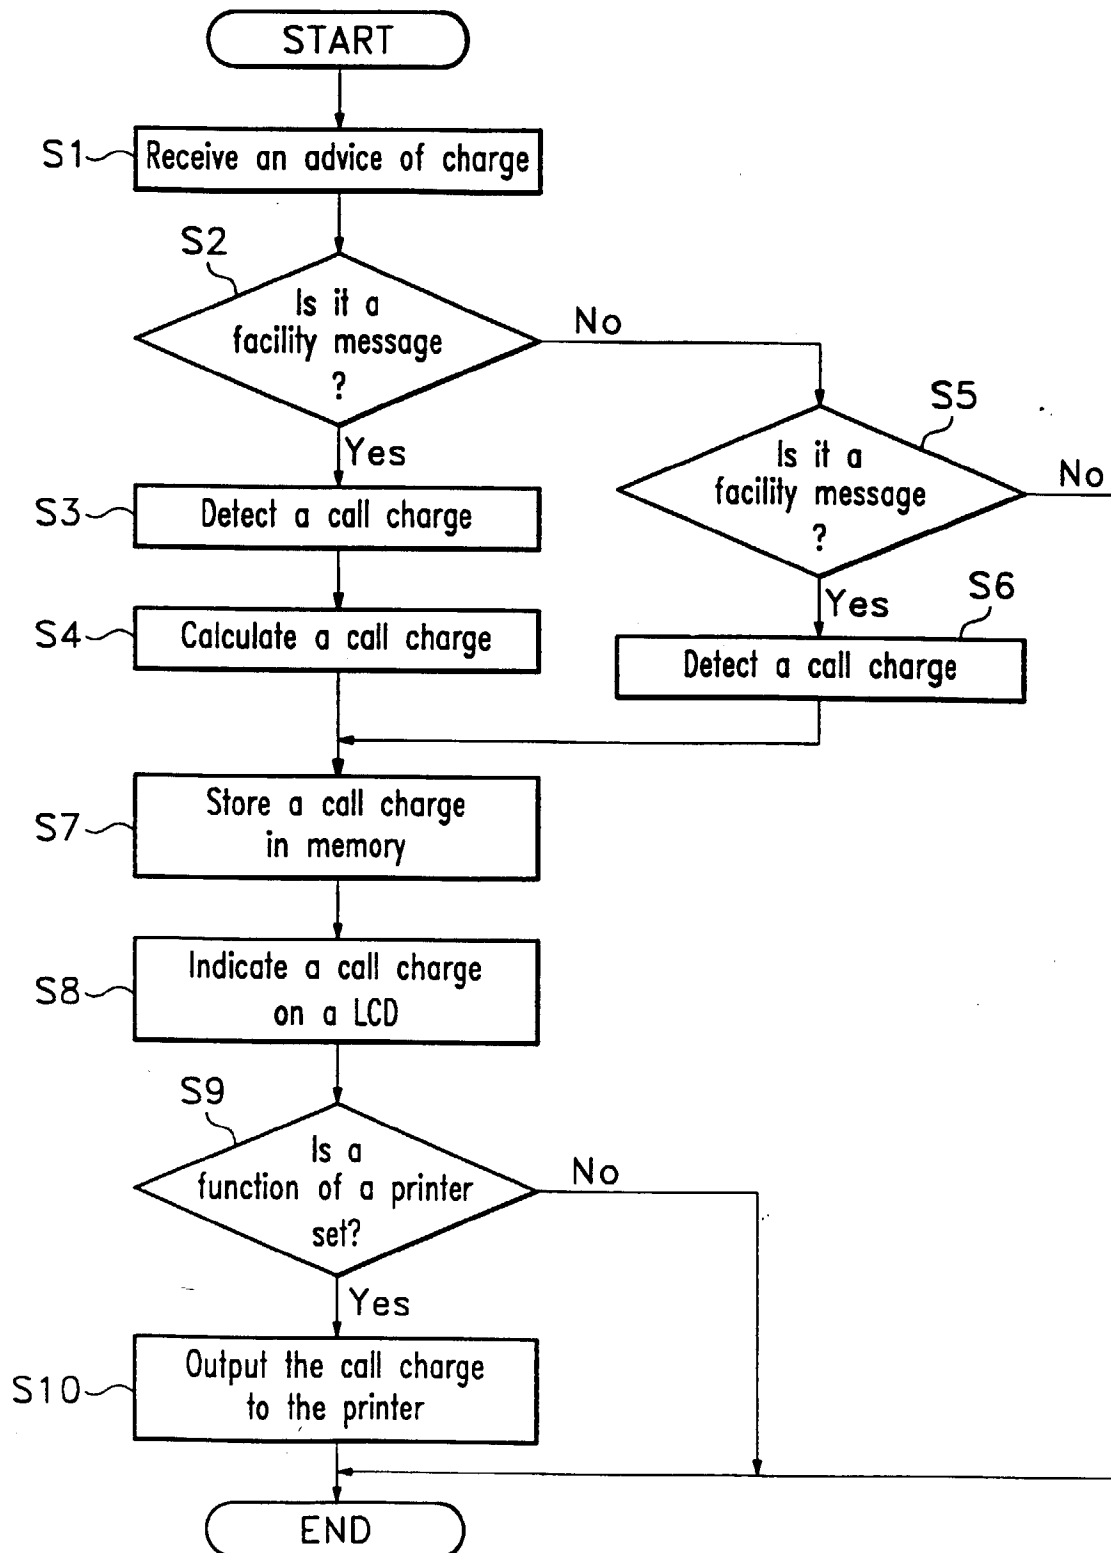 START
S1
Receive an advice of charge
S2
Is it a
facility message
?
No
Yes
S5
Is it a
facility message
?
No
Yes
S3
Detect a call charge
S4
Calculate a call charge
S6
Detect a call charge
S7
Store a call charge
in memory
S8
Indicate a call charge
on a LCD
S9
Is a
function of a printer
set?
No
Yes
S10
Output the call charge
to the printer
END